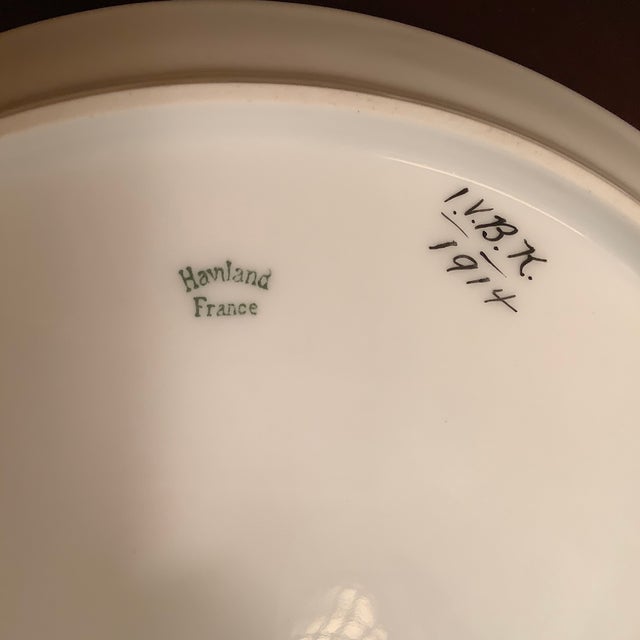 Haviland
France
I.V.B.K.
1914